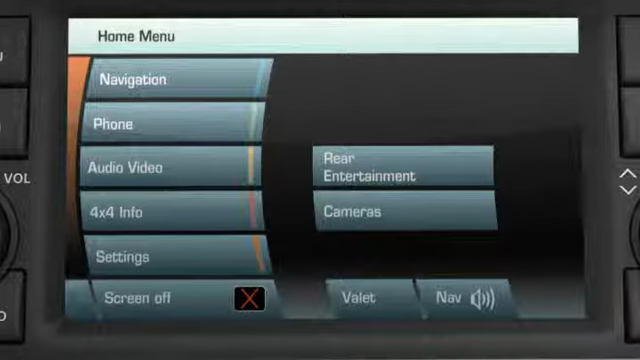 Home Menu
Navigation
Phone
Audio Video
4x4 Info
Settings
Rear
Entertainment
Cameras
Screen off
Valet
Nav
VOL